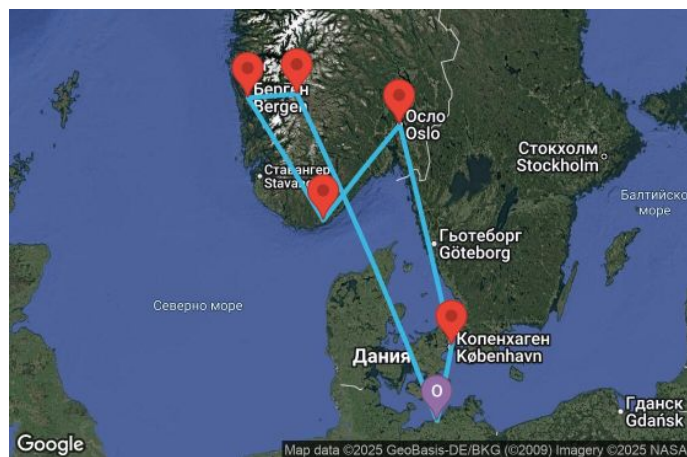 Берген
Bergen
Осло
Oslo
Стокхолм
Stockholm
Ставангер
Балтийско
море
Гьотеборг
Göteborg
Северно море
Копенхаген
København
Дания
O
Гданск
Gdańsk
Google
Map data ©2025 GeoBasis-DE/BKG (©2009) Imagery ©2025 NASA